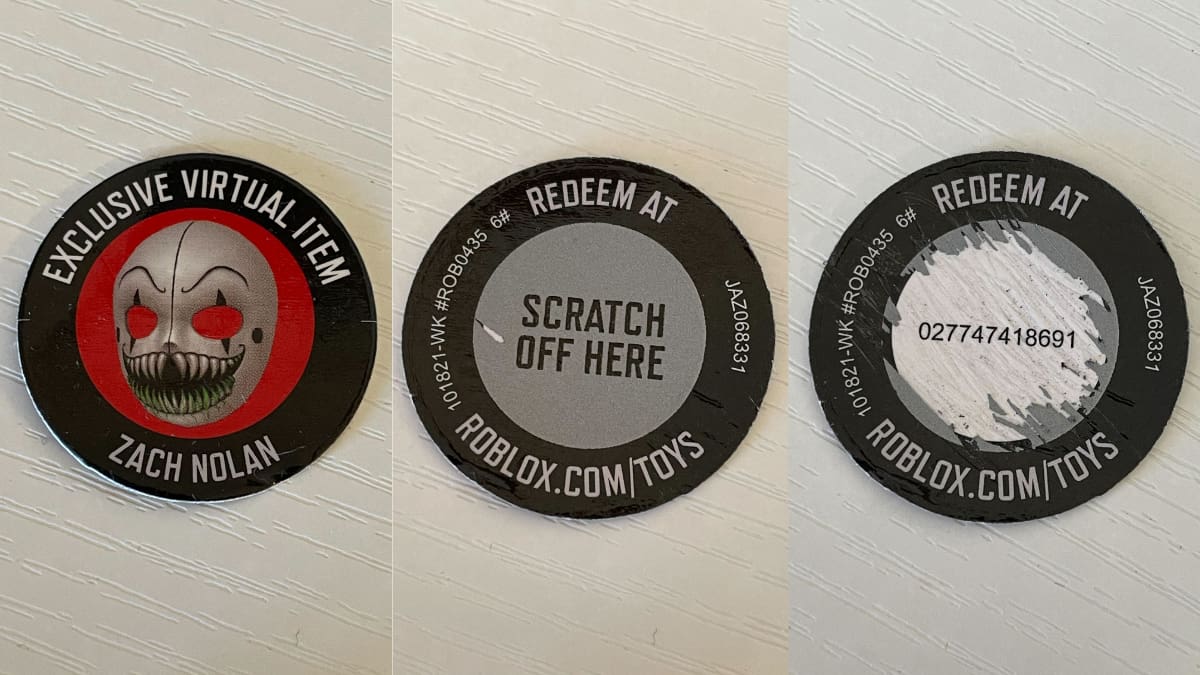 EXCLUSIVE VIRTUAL ITEM
ZACH NOLAN
REDEEM AT
101821-WK #ROB0435 6#
JAZ068331
SCRATCH
OFF HERE
ROBLOX.COM/TOYS
REDEEM AT
101821-WK #ROB0435 6#
JAZ068331
027747418691
ROBLOX.COM/TOYS